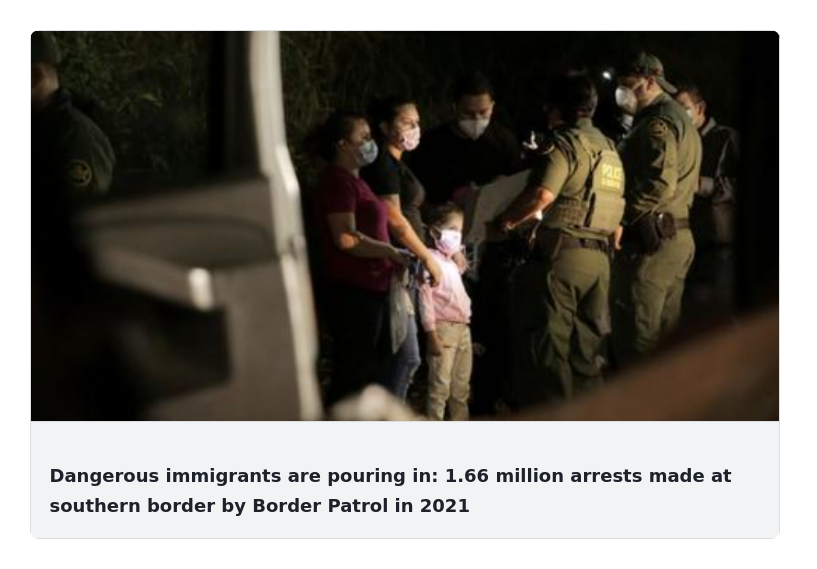 POLICE
Dangerous immigrants are pouring in: 1.66 million arrests made at
southern border by Border Patrol in 2021